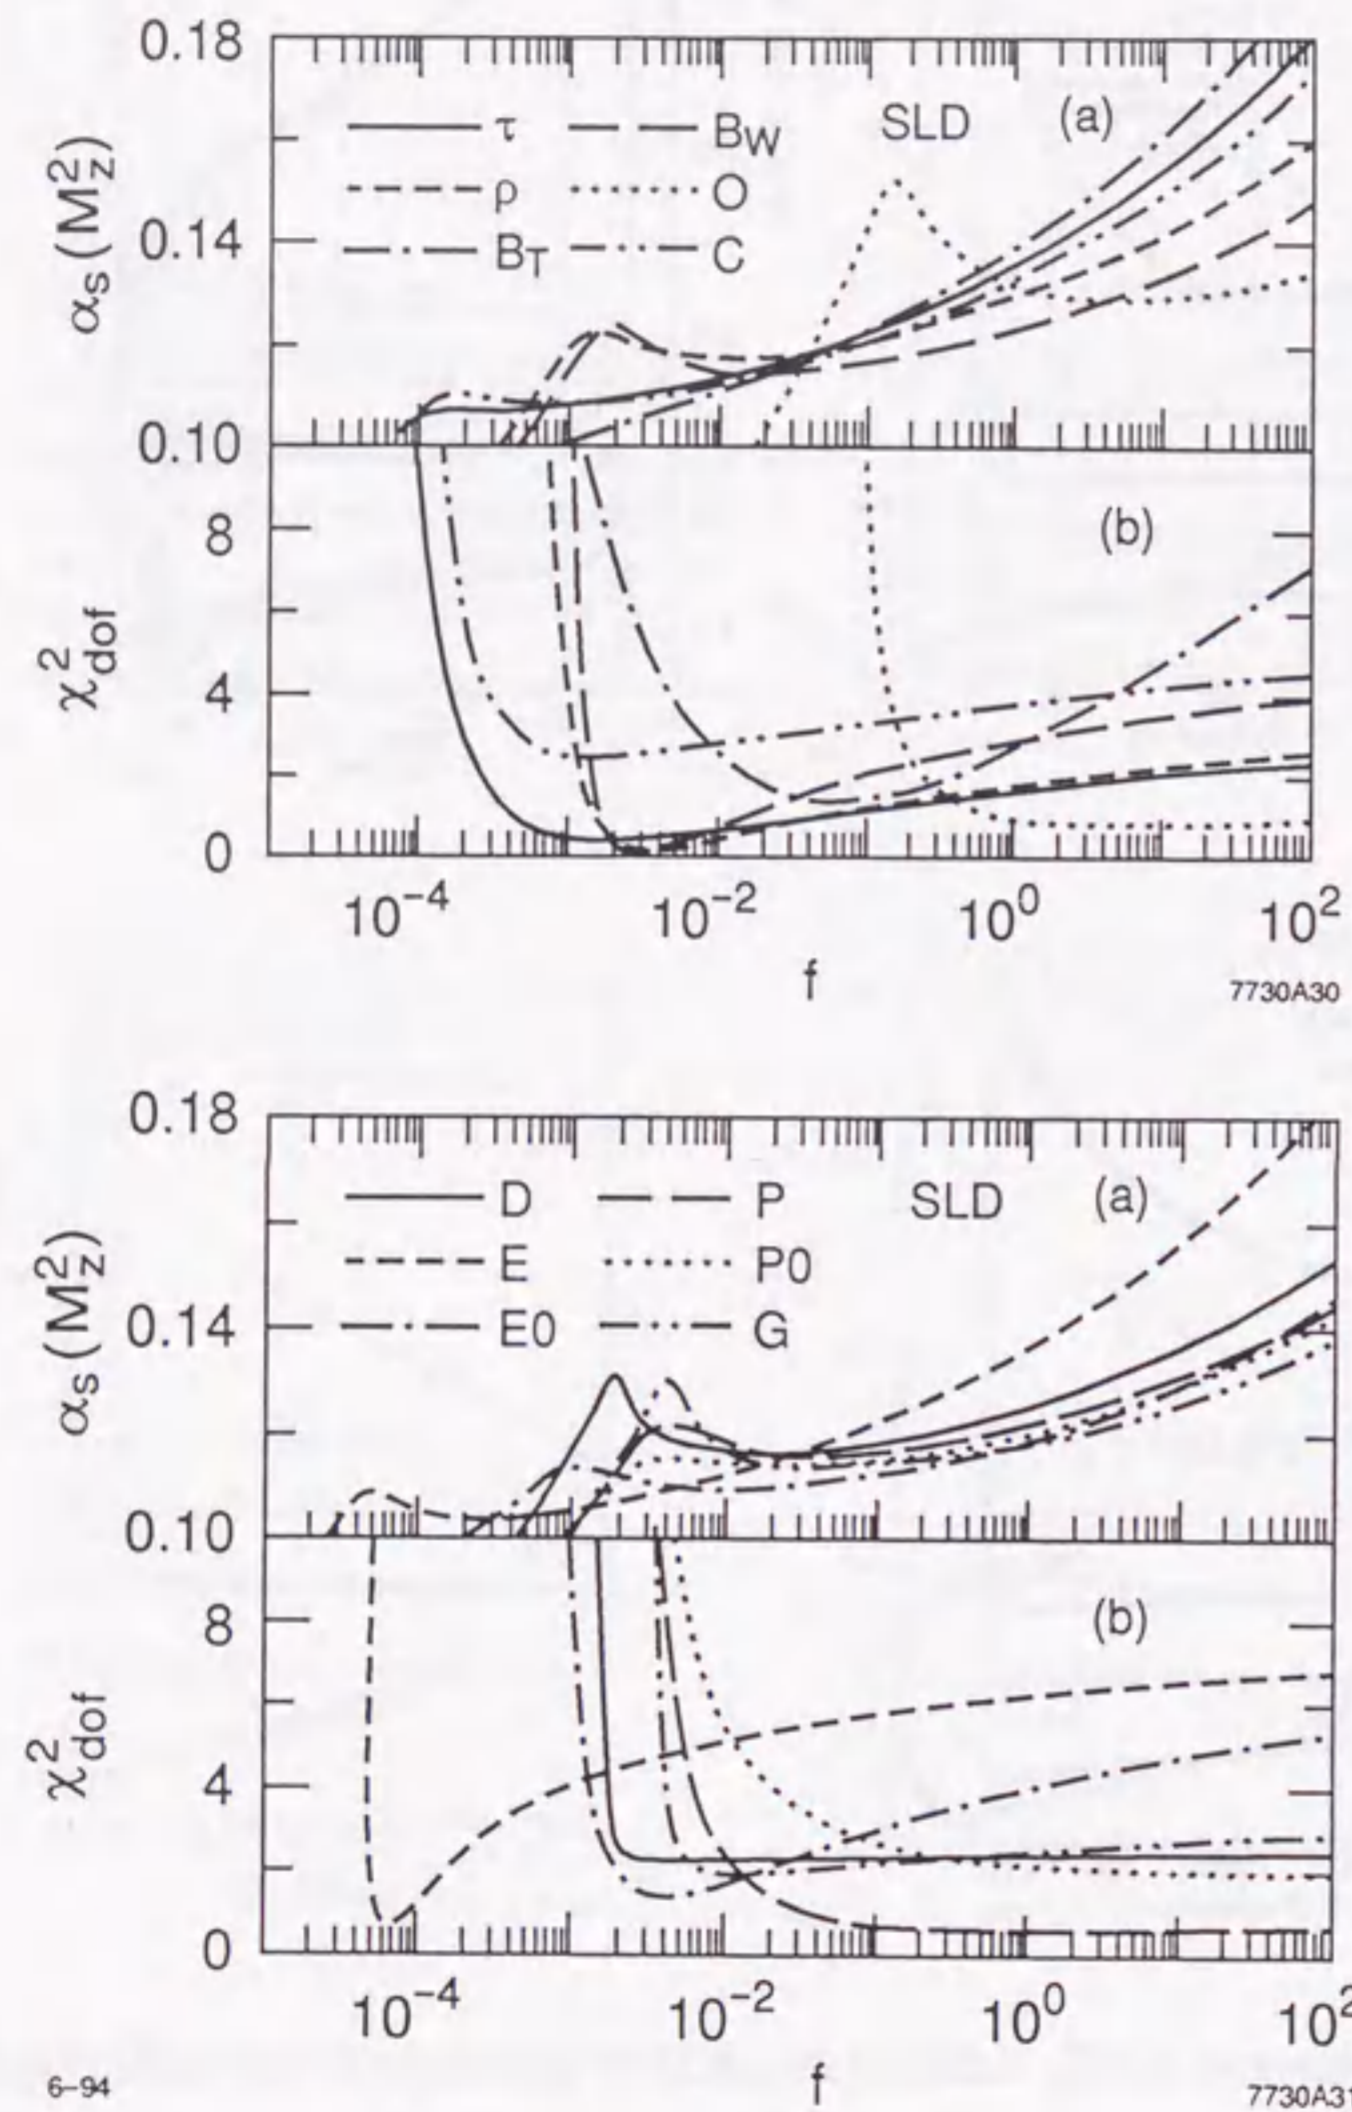 0.18
τ B_W SLD (a)
ρ O
B_T C
α_s (M_Z^2)
0.14
0.10
8
(b)
χ^2_dof
4
0
10^−4 10^−2 10^0 10^2
f
7730A30
0.18
D P SLD (a)
E P0
E0 G
α_s (M_Z^2)
0.14
0.10
8
(b)
χ^2_dof
4
0
10^−4 10^−2 10^0 10^2
6−94
f
7730A31